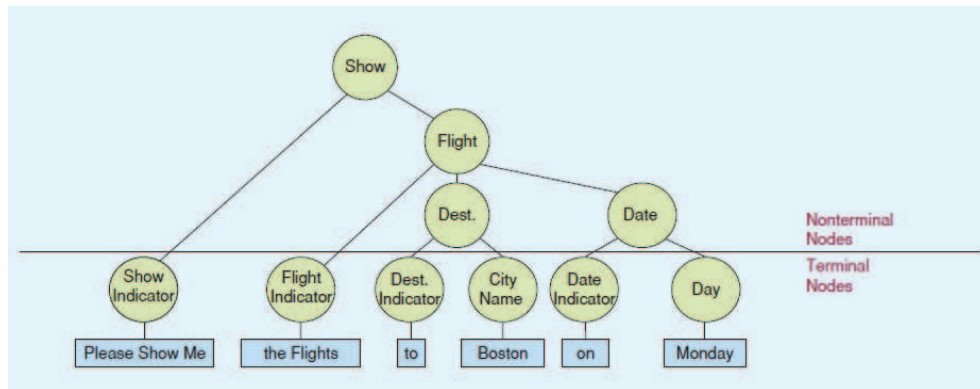 Show
Flight
Dest.
Date
Nonterminal
Nodes
Terminal
Nodes
Show
Indicator
Flight
Indicator
Dest.
Indicator
City
Name
Date
Indicator
Day
Please Show Me
the Flights
to
Boston
on
Monday